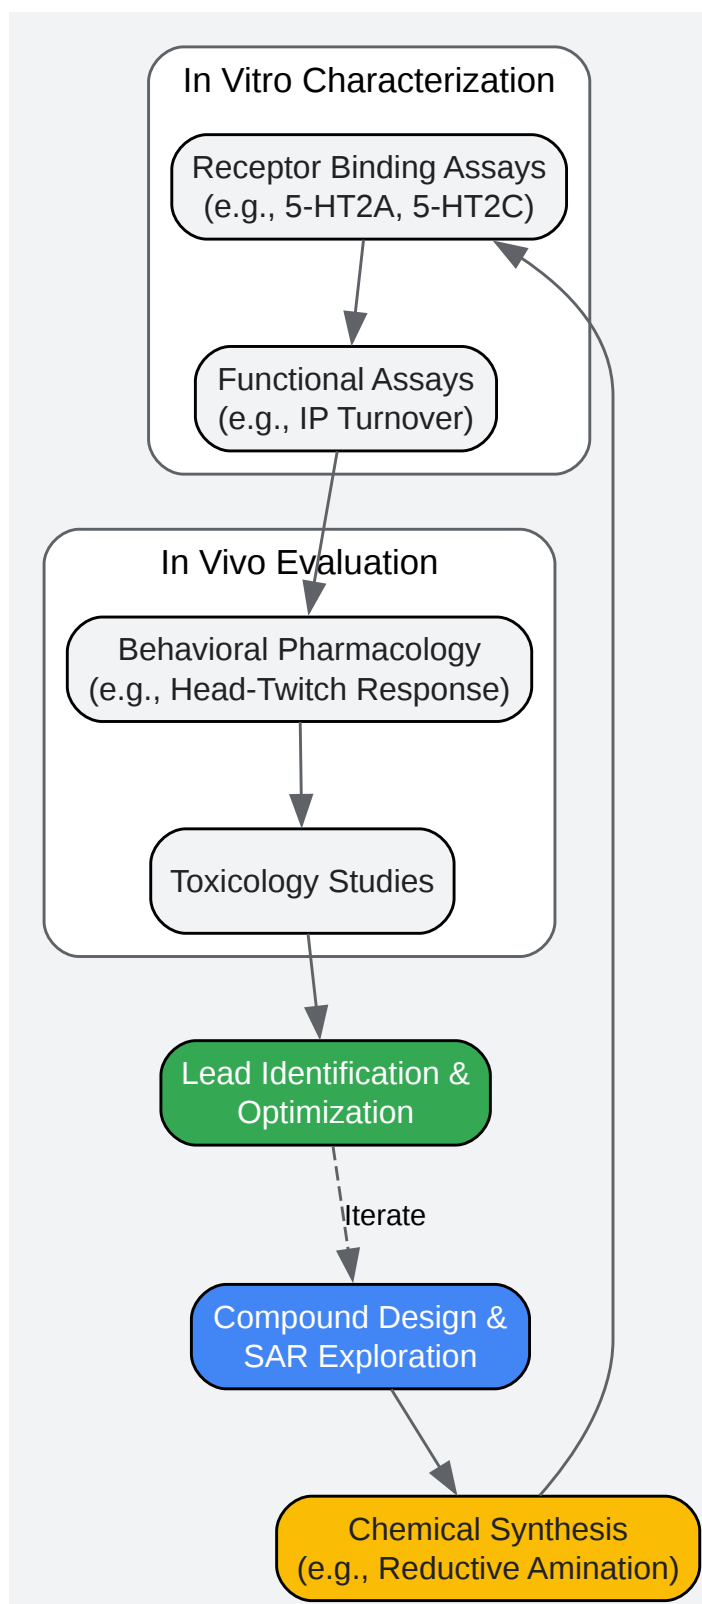 In Vitro Characterization
Receptor Binding Assays
(e.g., 5-HT2A, 5-HT2C)
Functional Assays
(e.g., IP Turnover)
In Vivo Evaluation
Behavioral Pharmacology
(e.g., Head-Twitch Response)
Toxicology Studies
Lead Identification &
Optimization
Iterate
Compound Design &
SAR Exploration
Chemical Synthesis
(e.g., Reductive Amination)